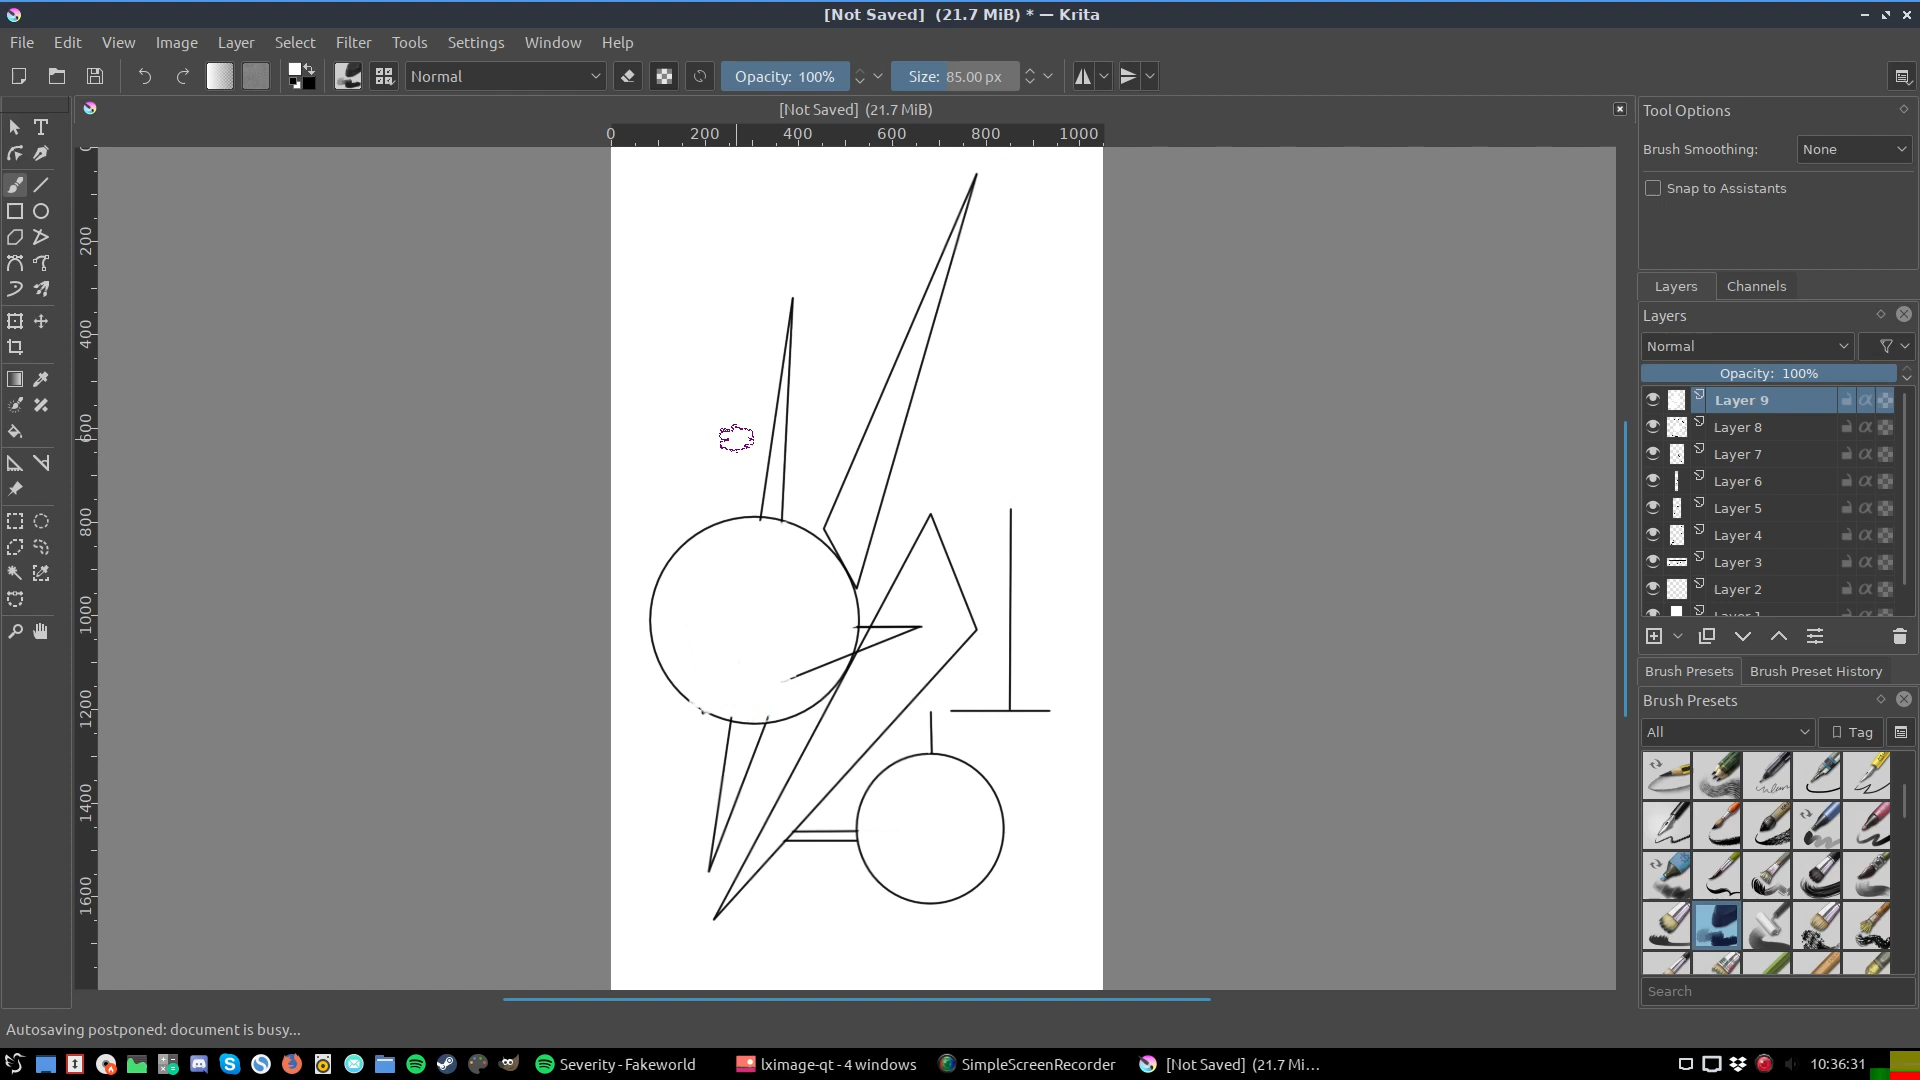 [Not Saved]  (21.7 MiB) * — Krita
File Edit View Image Layer Select Filter Tools Settings Window Help
Normal Opacity: 100% Size: 85.00 px
[Not Saved]  (21.7 MiB)
0 200 400 600 800 1000
0
200
400
600
800
1000
1200
1400
1600
Tool Options
Brush Smoothing: None
Snap to Assistants
Layers Channels
Layers
Normal
Opacity: 100%
Layer 9
Layer 8
Layer 7
Layer 6
Layer 5
Layer 4
Layer 3
Layer 2
Layer 1
Brush Presets Brush Preset History
Brush Presets
All Tag
Search
Autosaving postponed: document is busy...
Severity - Fakeworld lximage-qt - 4 windows SimpleScreenRecorder [Not Saved]  (21.7 Mi... 10:36:31